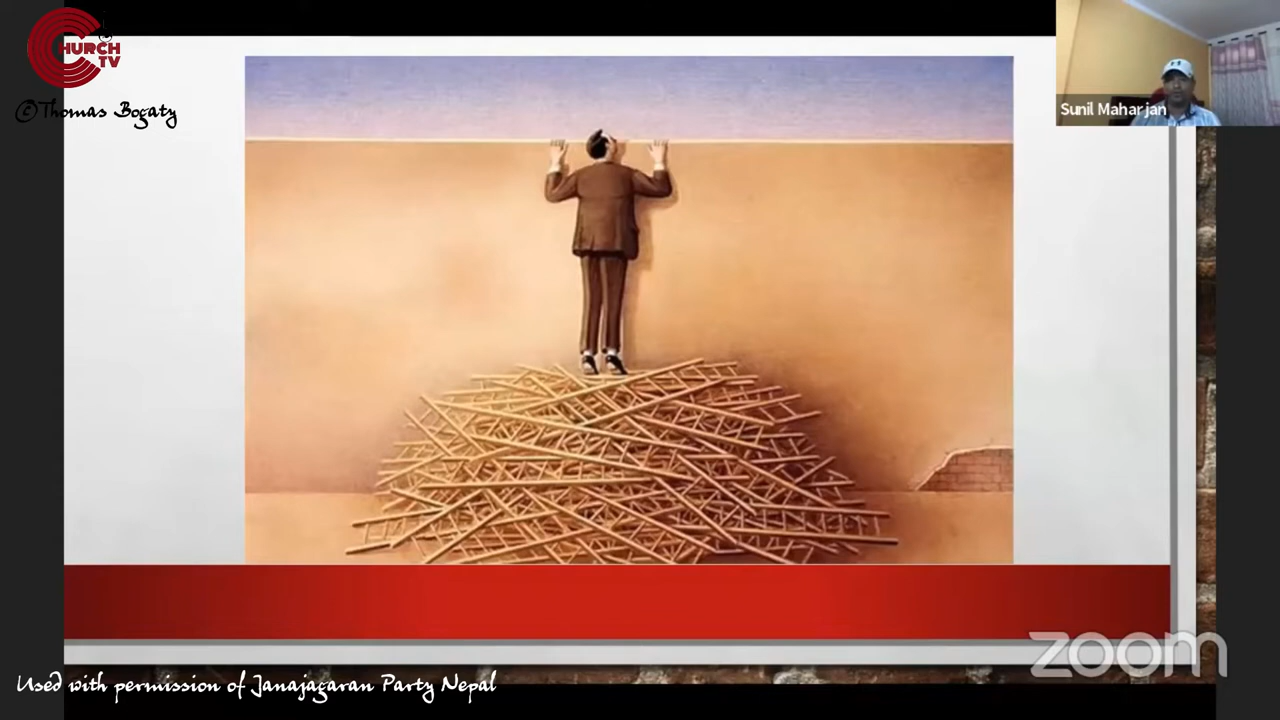 CHURCH
TV
©Thomas Bogaty
Sunil Maharjan
zoom
Used with permission of Janajagaran Party Nepal